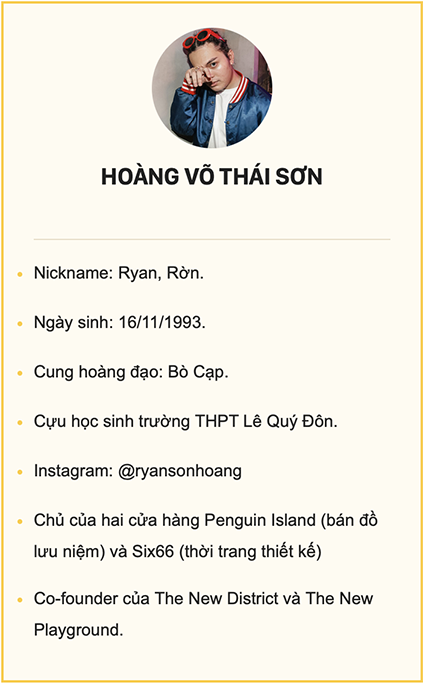 HOÀNG VÕ THÁI SƠN
Nickname: Ryan, Rờn.
Ngày sinh: 16/11/1993.
Cung hoàng đạo: Bò Cạp.
Cựu học sinh trường THPT Lê Quý Đôn.
Instagram: @ryansonhoang
Chủ của hai cửa hàng Penguin Island (bán đồ
lưu niệm) và Six66 (thời trang thiết kế)
Co-founder của The New District và The New
Playground.